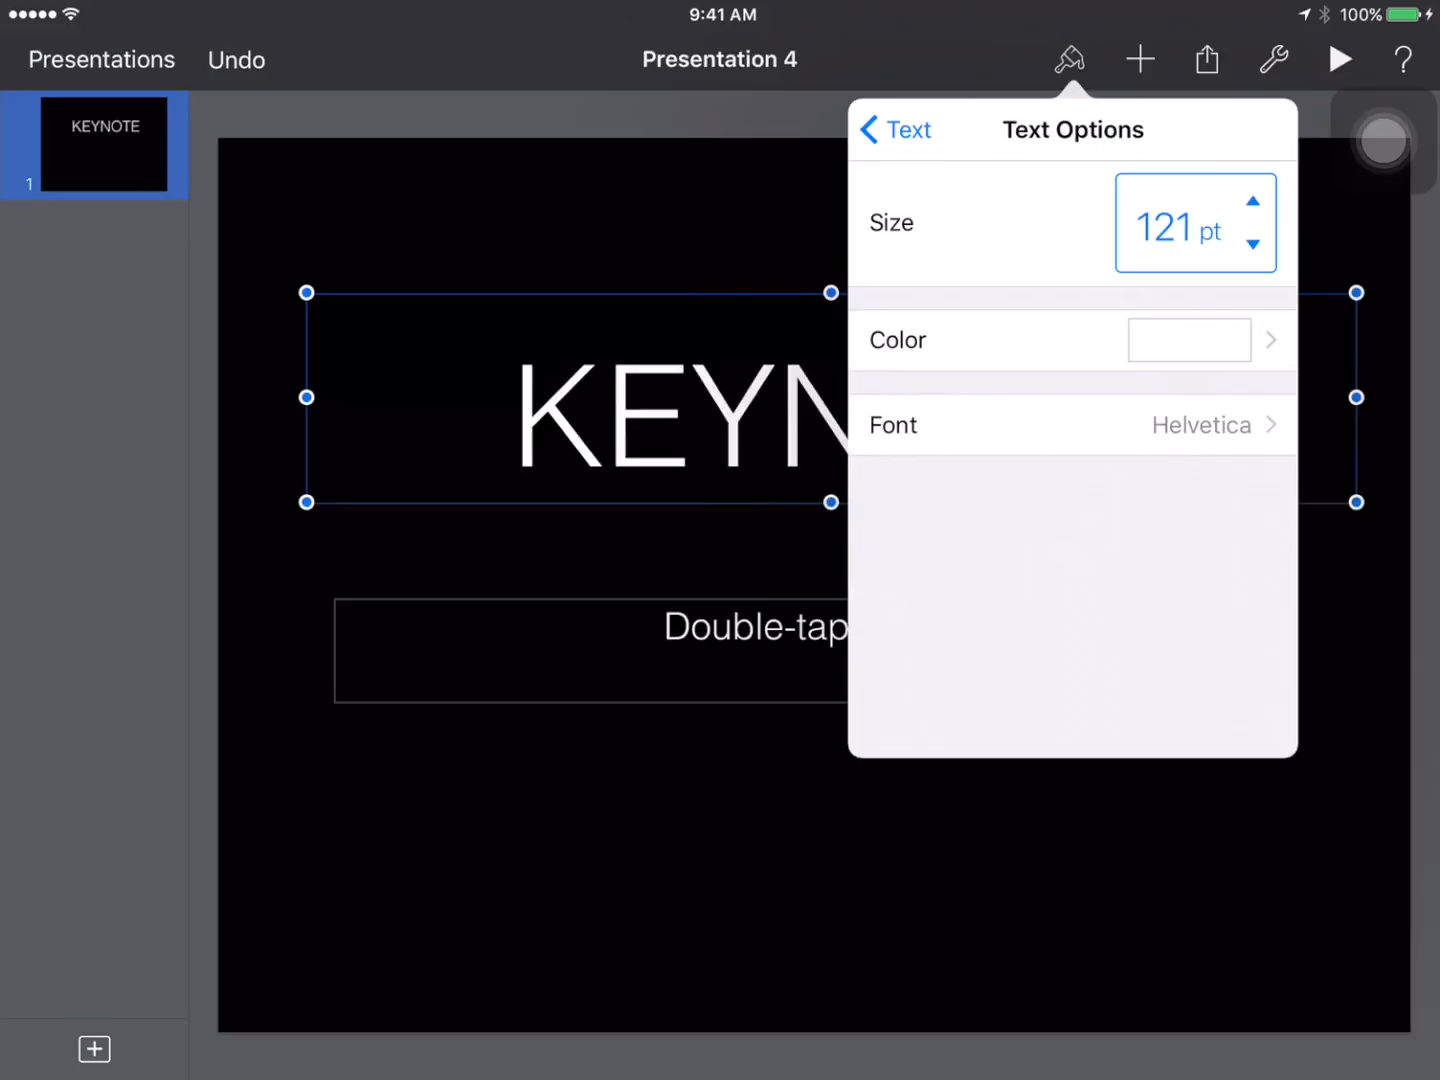 9:41 AM
100%
Presentations
Undo
Presentation 4
?
KEYNOTE
1
Text
Text Options
Size
121 pt
Color
Font
Helvetica
KEYN
Double-tap